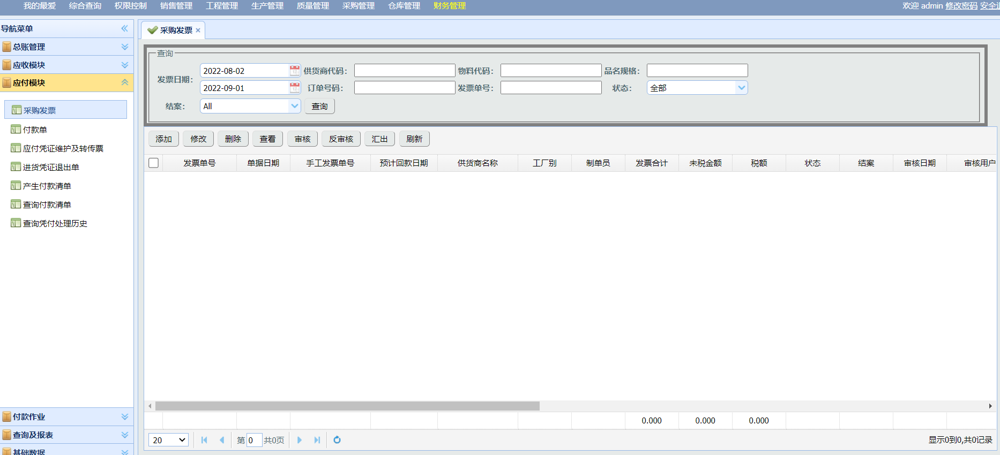 我的最爱 综合查询 权限控制 销售管理 工程管理 生产管理 质量管理 采购管理 仓库管理 财务管理 欢迎 admin 修改密码 安全
导航菜单
总账管理
应收模块
应付模块
采购发票
付款单
应付凭证维护及转传票
进货凭证退出单
产生付款清单
查询付款清单
查询凭付处理历史
付款作业
查询及报表
基础数据
采购发票 ×
查询
发票日期: 2022-08-02 供货商代码: 物料代码: 品名规格:
2022-09-01 订单号码: 发票单号: 状态: 全部
结案: All 查询
添加 修改 删除 查看 审核 反审核 汇出 刷新
发票单号 单据日期 手工发票单号 预计回款日期 供货商名称 工厂别 制单员 发票合计 未税金额 税额 状态 结案 审核日期 审核用户
0.000 0.000 0.000
20 第 0 共0页 显示0到0,共0记录